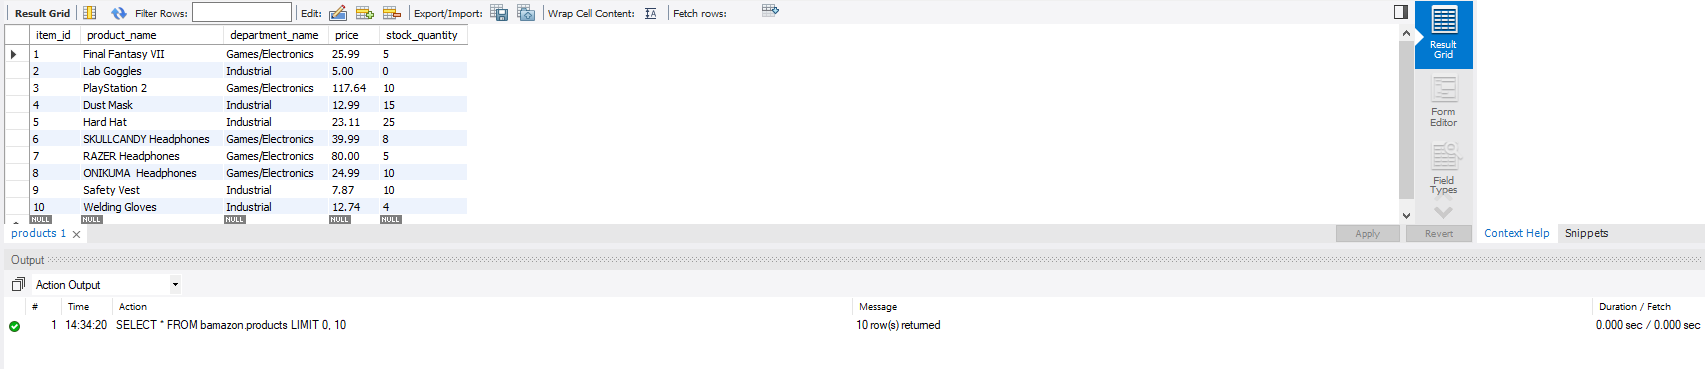 Result Grid Filter Rows: Edit: Export/Import: Wrap Cell Content: Fetch rows:
item_id product_name department_name price stock_quantity
1 Final Fantasy VII Games/Electronics 25.99 5
2 Lab Goggles Industrial 5.00 0
3 PlayStation 2 Games/Electronics 117.64 10
4 Dust Mask Industrial 12.99 15
5 Hard Hat Industrial 23.11 25
6 SKULLCANDY Headphones Games/Electronics 39.99 8
7 RAZER Headphones Games/Electronics 80.00 5
8 ONIKUMA  Headphones Games/Electronics 24.99 10
9 Safety Vest Industrial 7.87 10
10 Welding Gloves Industrial 12.74 4
NULL NULL NULL NULL NULL
Result
Grid
Form
Editor
Field
Types
products 1 Apply Revert Context Help Snippets
Output
Action Output
# Time Action Message Duration / Fetch
1 14:34:20 SELECT * FROM bamazon.products LIMIT 0, 10 10 row(s) returned 0.000 sec / 0.000 sec